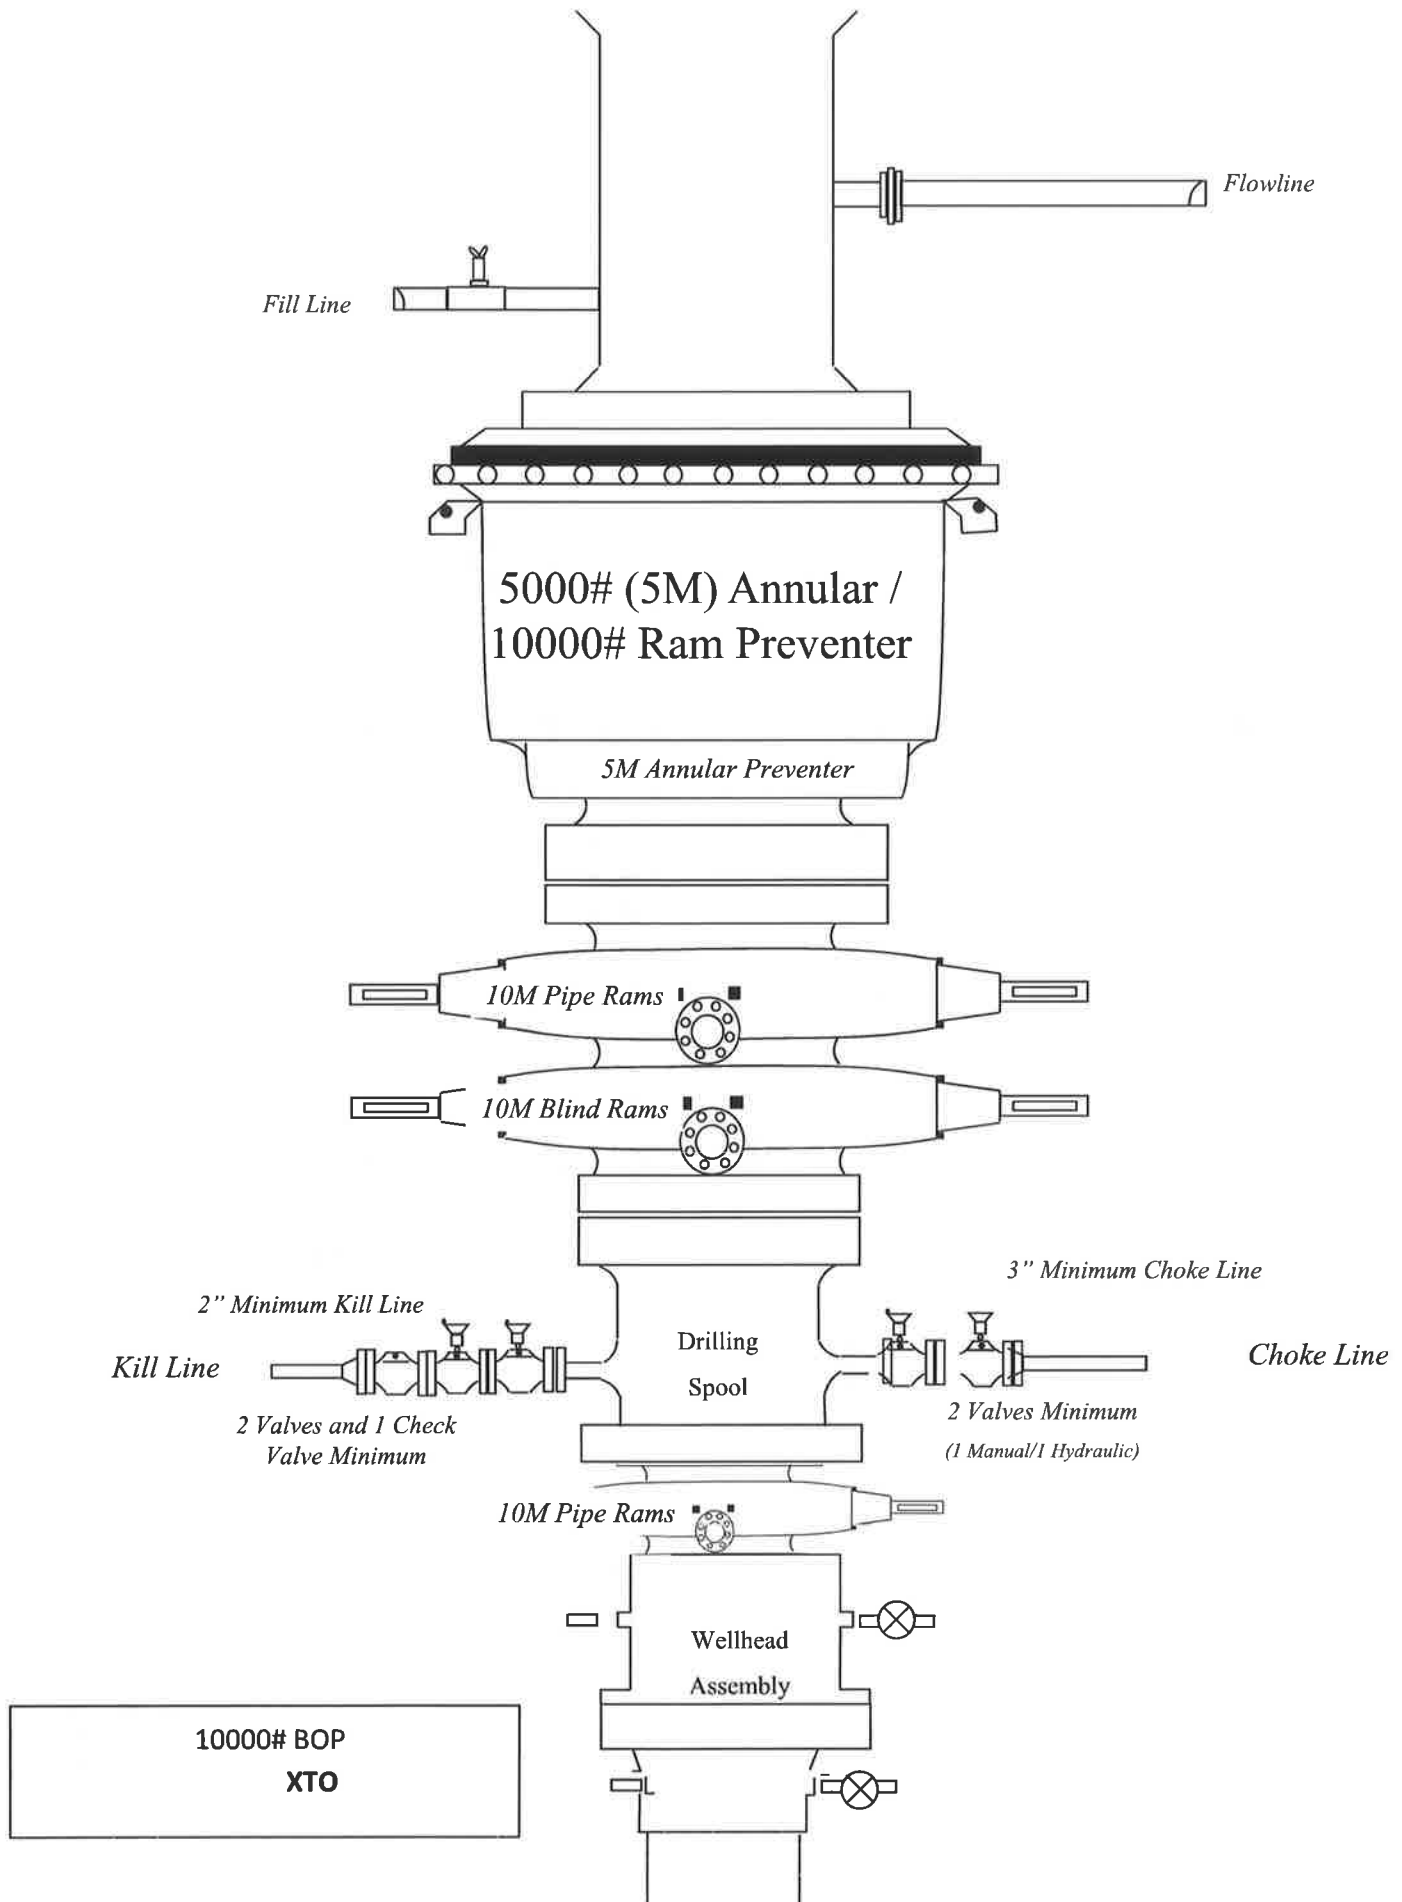 Flowline
Fill Line
5000# (5M) Annular /
10000# Ram Preventer
5M Annular Preventer
10M Pipe Rams
10M Blind Rams
3” Minimum Choke Line
2” Minimum Kill Line
Drilling
Spool
Kill Line
Choke Line
2 Valves and 1 Check
Valve Minimum
2 Valves Minimum
(1 Manual/1 Hydraulic)
10M Pipe Rams
Wellhead
Assembly
10000# BOP
XTO